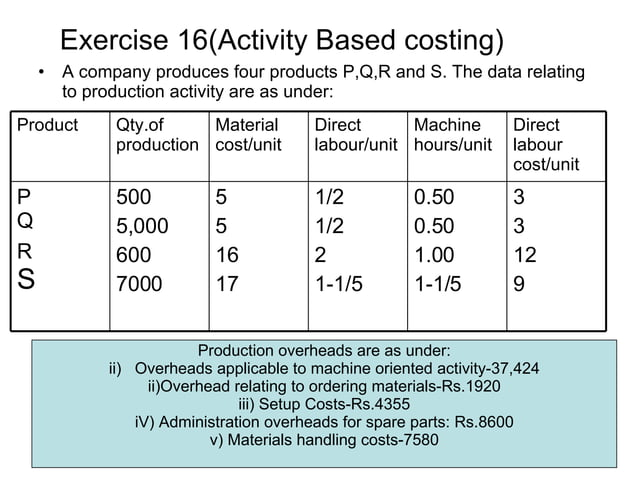 Exercise 16(Activity Based costing)
• A company produces four products P,Q,R and S. The data relating
to production activity are as under:
Product Qty.of production Material cost/unit Direct labour/unit Machine hours/unit Direct labour cost/unit
P 500 5 1/2 0.50 3
Q 5,000 5 1/2 0.50 3
R 600 16 2 1.00 12
S 7000 17 1-1/5 1-1/5 9
Production overheads are as under:
ii) Overheads applicable to machine oriented activity-37,424
ii)Overhead relating to ordering materials-Rs.1920
iii) Setup Costs-Rs.4355
iV) Administration overheads for spare parts: Rs.8600
v) Materials handling costs-7580